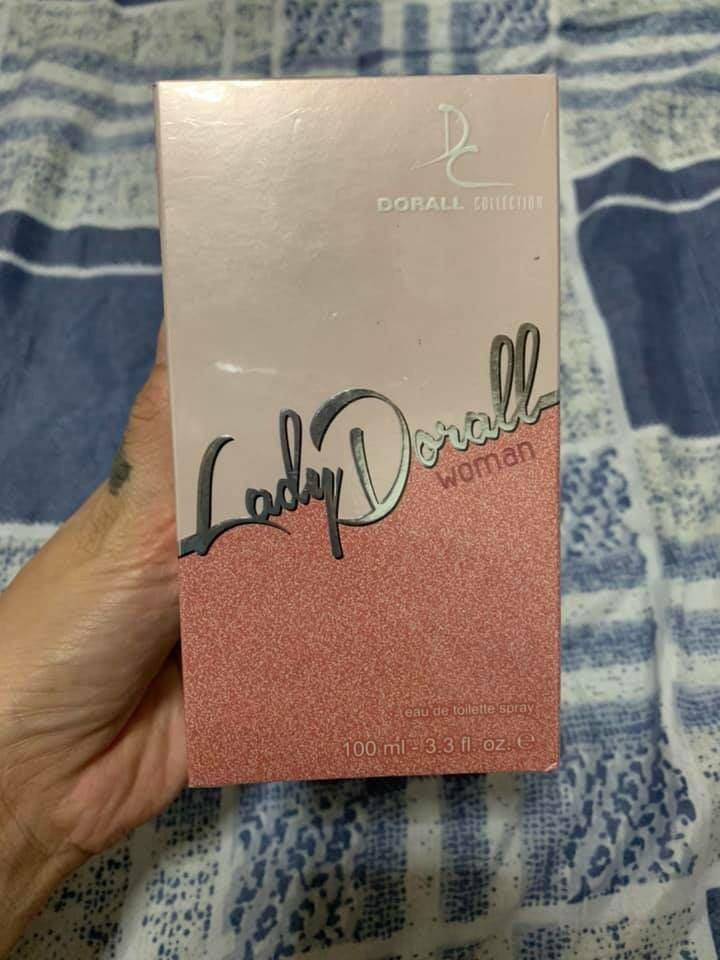 DC
DORALL COLLECTION
Lady Dorall
woman
eau de toilette spray
100 ml - 3.3 fl. oz. ℮